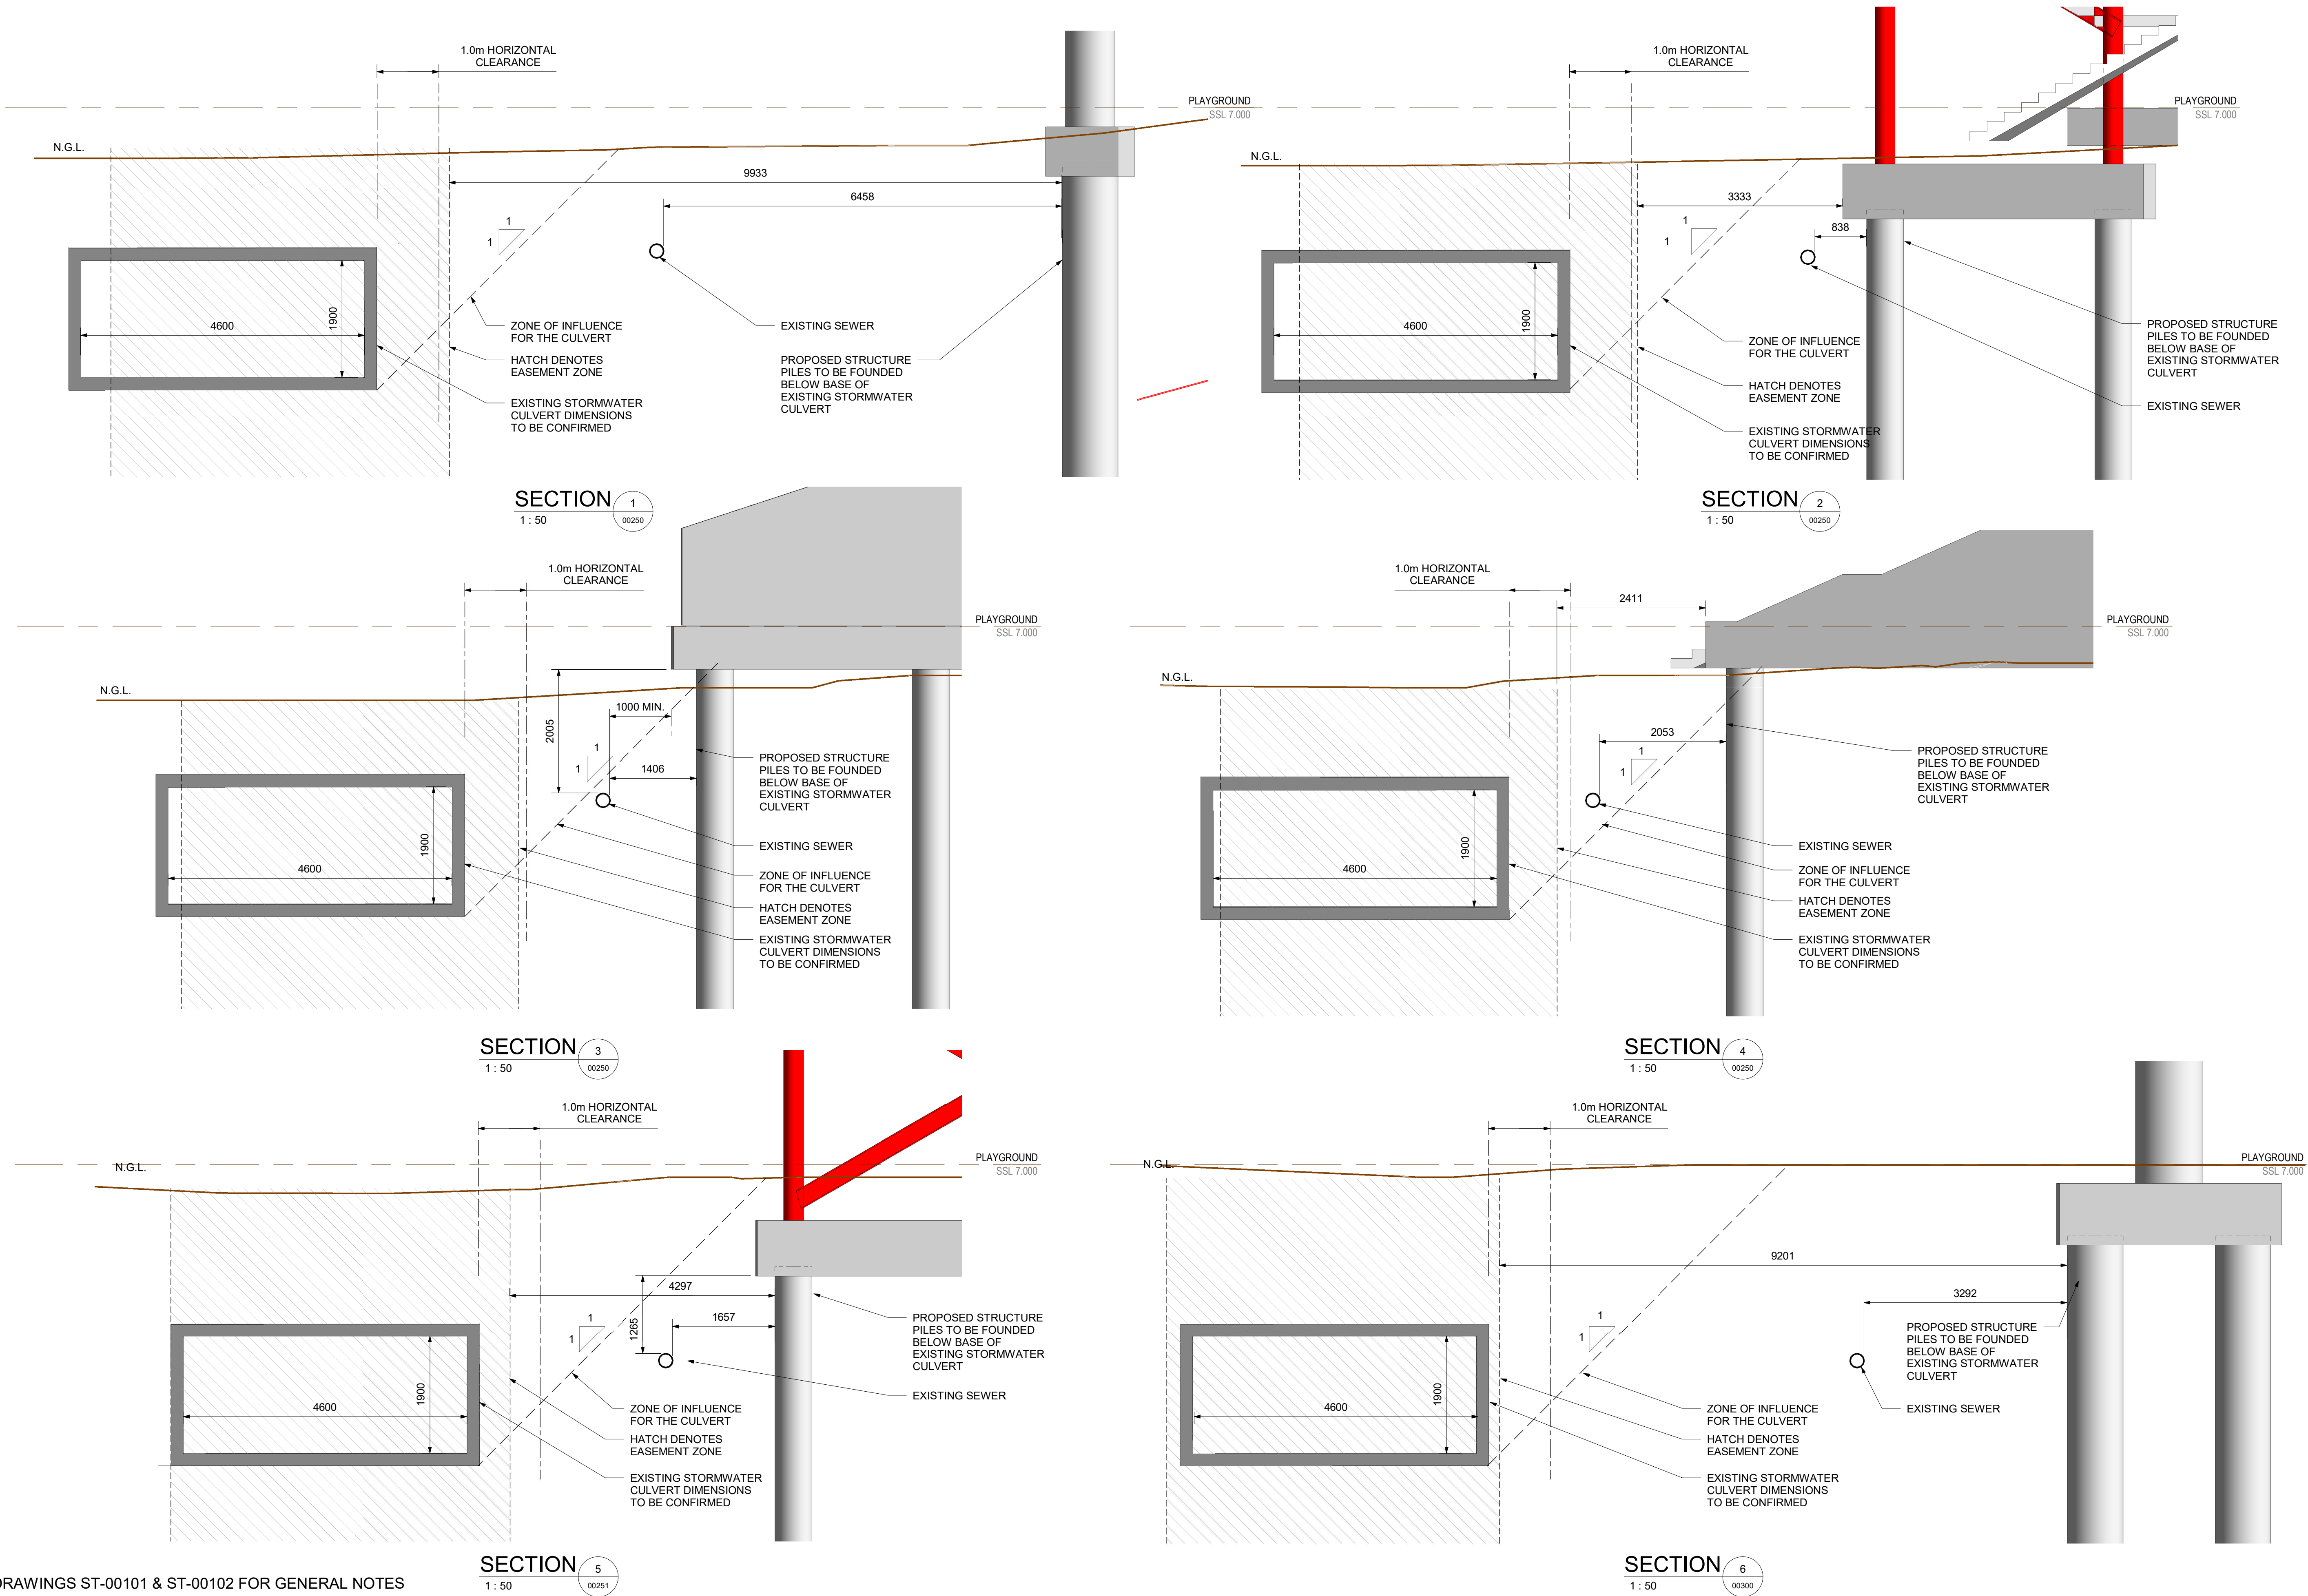 1.0m HORIZONTAL
CLEARANCE
PLAYGROUND
SSL 7.000
N.G.L.
9933
6458
1
1
1900
4600
ZONE OF INFLUENCE
FOR THE CULVERT
HATCH DENOTES
EASEMENT ZONE
EXISTING STORMWATER
CULVERT DIMENSIONS
TO BE CONFIRMED
EXISTING SEWER
PROPOSED STRUCTURE
PILES TO BE FOUNDED
BELOW BASE OF
EXISTING STORMWATER
CULVERT
SECTION
1 : 50
1
00250
1.0m HORIZONTAL
CLEARANCE
PLAYGROUND
SSL 7.000
N.G.L.
3333
838
1
1
1900
4600
ZONE OF INFLUENCE
FOR THE CULVERT
HATCH DENOTES
EASEMENT ZONE
EXISTING STORMWATER
CULVERT DIMENSIONS
TO BE CONFIRMED
PROPOSED STRUCTURE
PILES TO BE FOUNDED
BELOW BASE OF
EXISTING STORMWATER
CULVERT
EXISTING SEWER
SECTION
1 : 50
2
00250
1.0m HORIZONTAL
CLEARANCE
PLAYGROUND
SSL 7.000
N.G.L.
2005
1000 MIN.
1
1
1406
1900
4600
PROPOSED STRUCTURE
PILES TO BE FOUNDED
BELOW BASE OF
EXISTING STORMWATER
CULVERT
EXISTING SEWER
ZONE OF INFLUENCE
FOR THE CULVERT
HATCH DENOTES
EASEMENT ZONE
EXISTING STORMWATER
CULVERT DIMENSIONS
TO BE CONFIRMED
SECTION
1 : 50
3
00250
1.0m HORIZONTAL
CLEARANCE
2411
PLAYGROUND
SSL 7.000
N.G.L.
2053
1
1
1900
4600
PROPOSED STRUCTURE
PILES TO BE FOUNDED
BELOW BASE OF
EXISTING STORMWATER
CULVERT
EXISTING SEWER
ZONE OF INFLUENCE
FOR THE CULVERT
HATCH DENOTES
EASEMENT ZONE
EXISTING STORMWATER
CULVERT DIMENSIONS
TO BE CONFIRMED
SECTION
1 : 50
4
00250
1.0m HORIZONTAL
CLEARANCE
PLAYGROUND
SSL 7.000
N.G.L.
4297
1265
1657
1
1
1900
4600
PROPOSED STRUCTURE
PILES TO BE FOUNDED
BELOW BASE OF
EXISTING STORMWATER
CULVERT
EXISTING SEWER
ZONE OF INFLUENCE
FOR THE CULVERT
HATCH DENOTES
EASEMENT ZONE
EXISTING STORMWATER
CULVERT DIMENSIONS
TO BE CONFIRMED
SECTION
1 : 50
5
00251
1.0m HORIZONTAL
CLEARANCE
PLAYGROUND
SSL 7.000
N.G.L.
9201
3292
1
1
1900
4600
PROPOSED STRUCTURE
PILES TO BE FOUNDED
BELOW BASE OF
EXISTING STORMWATER
CULVERT
EXISTING SEWER
ZONE OF INFLUENCE
FOR THE CULVERT
HATCH DENOTES
EASEMENT ZONE
EXISTING STORMWATER
CULVERT DIMENSIONS
TO BE CONFIRMED
SECTION
1 : 50
6
00300
DRAWINGS ST-00101 & ST-00102 FOR GENERAL NOTES